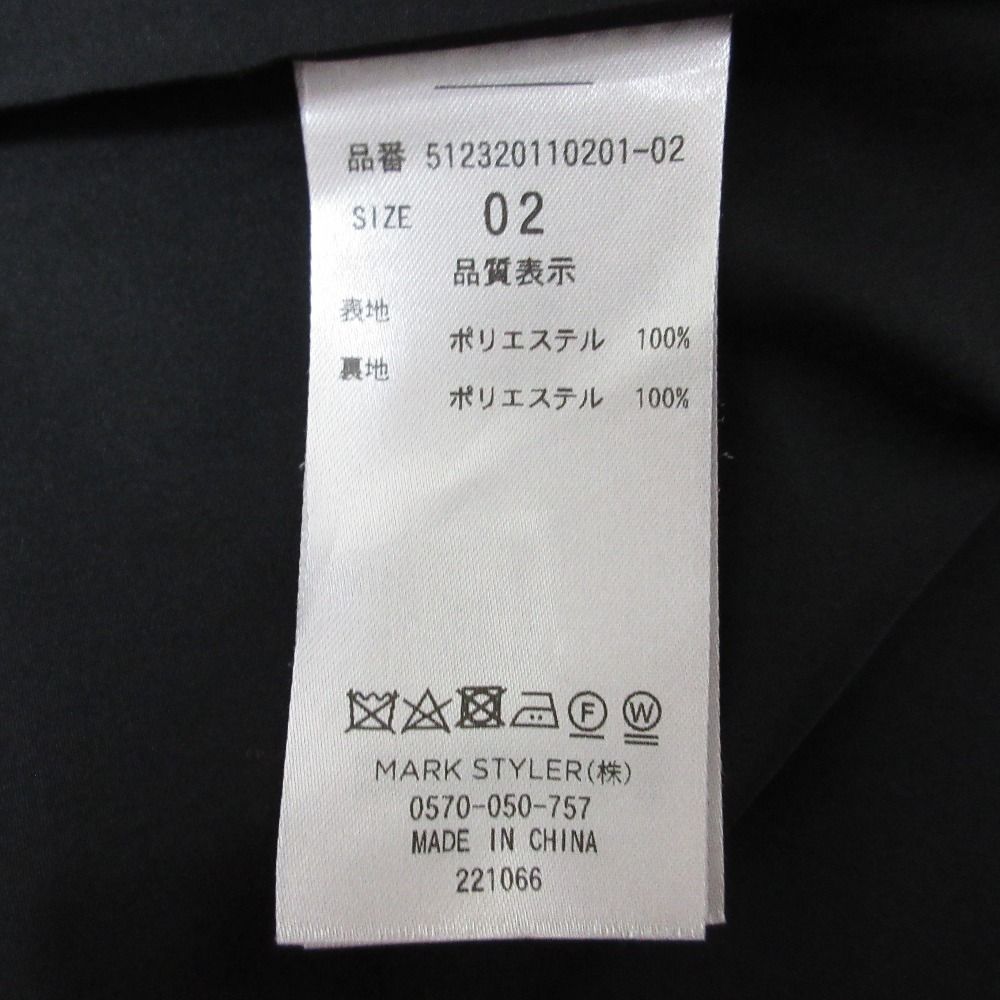 品番 512320110201-02
SIZE 02
品質表示
表地
ポリエステル 100%
裏地
ポリエステル 100%
F W
MARK STYLER(株)
0570-050-757
MADE IN CHINA
221066